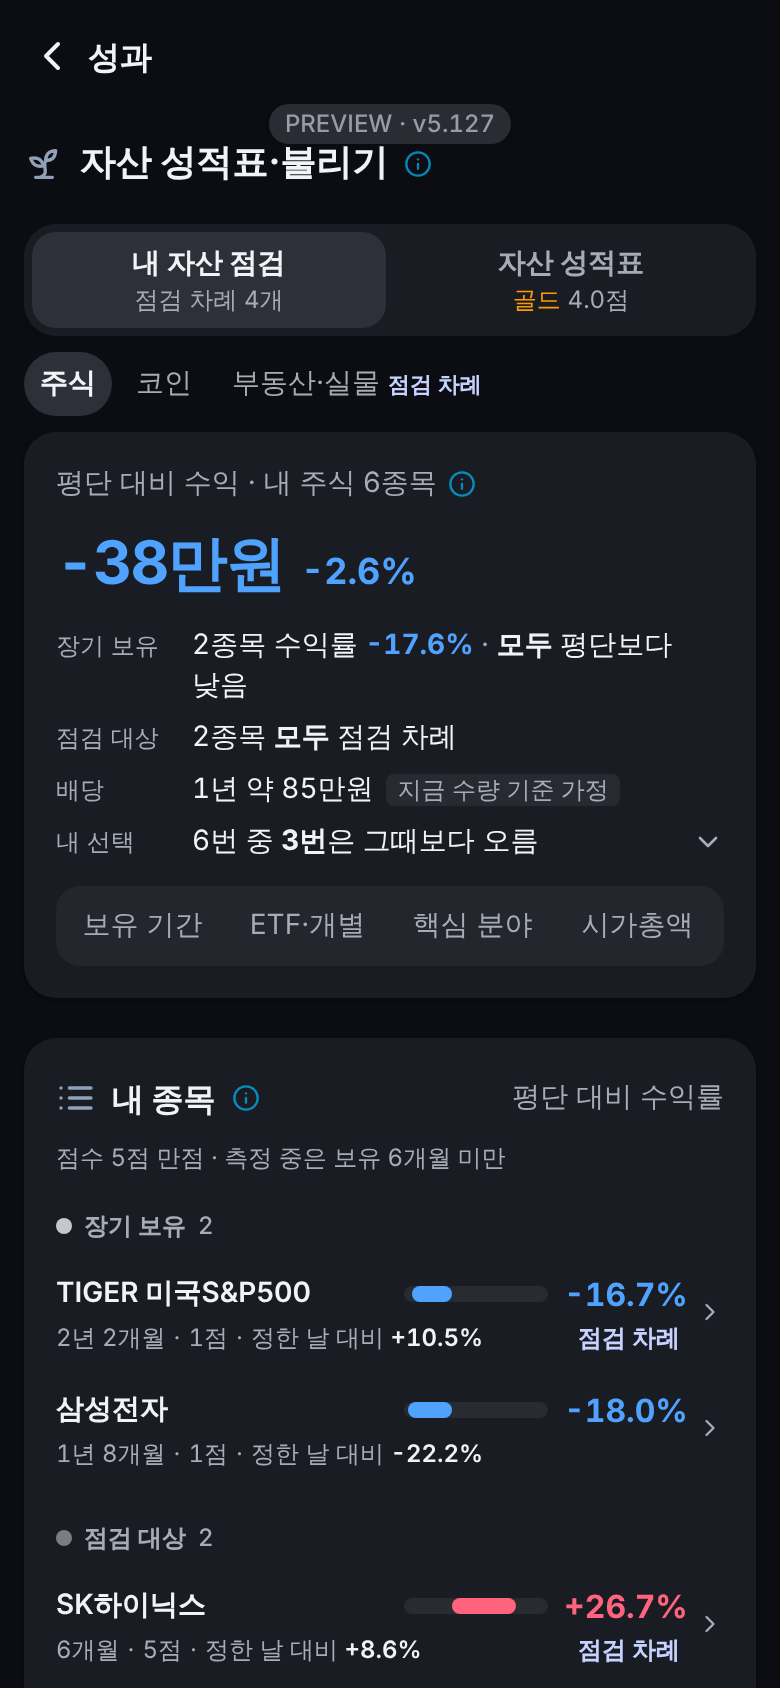 성과
PREVIEW · v5.127
자산 성적표·불리기
내 자산 점검
점검 차례 4개
자산 성적표
골드 4.0점
주식 코인 부동산·실물 점검 차례
평단 대비 수익 · 내 주식 6종목
-38만원 -2.6%
장기 보유 2종목 수익률 -17.6% · 모두 평단보다
낮음
점검 대상 2종목 모두 점검 차례
배당 1년 약 85만원 지금 수량 기준 가정
내 선택 6번 중 3번은 그때보다 오름
보유 기간 ETF·개별 핵심 분야 시가총액
내 종목 평단 대비 수익률
점수 5점 만점 · 측정 중은 보유 6개월 미만
장기 보유 2
TIGER 미국S&P500 -16.7%
2년 2개월 · 1점 · 정한 날 대비 +10.5% 점검 차례
삼성전자 -18.0%
1년 8개월 · 1점 · 정한 날 대비 -22.2%
점검 대상 2
SK하이닉스 +26.7%
6개월 · 5점 · 정한 날 대비 +8.6% 점검 차례